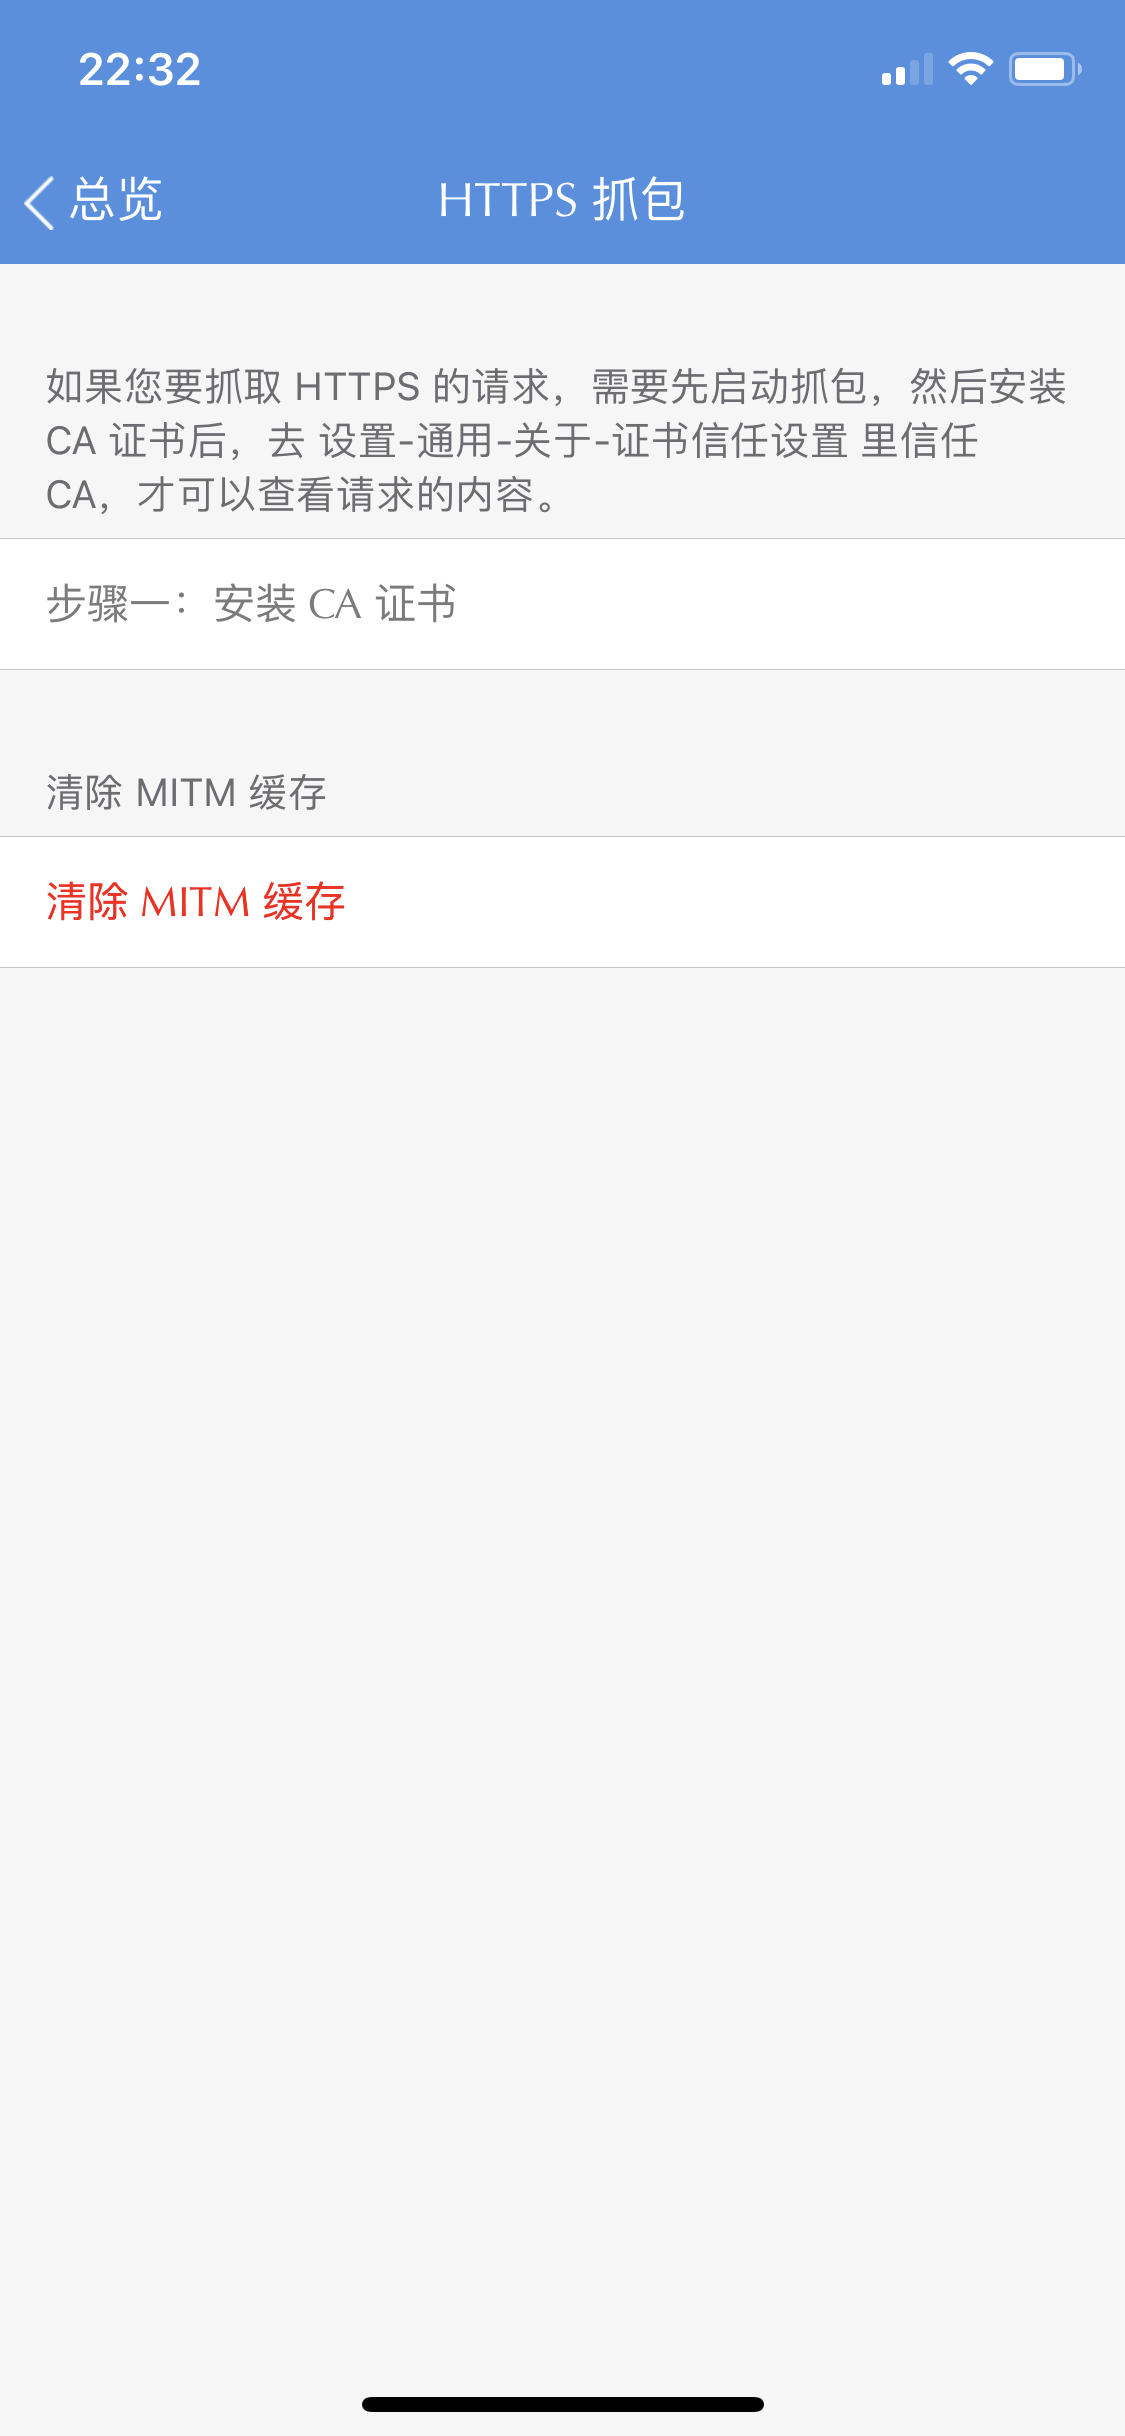 22:32
总览
HTTPS 抓包
如果您要抓取 HTTPS 的请求，需要先启动抓包，然后安装
CA 证书后，去 设置-通用-关于-证书信任设置 里信任
CA，才可以查看请求的内容。
步骤一：安装 CA 证书
清除 MITM 缓存
清除 MITM 缓存